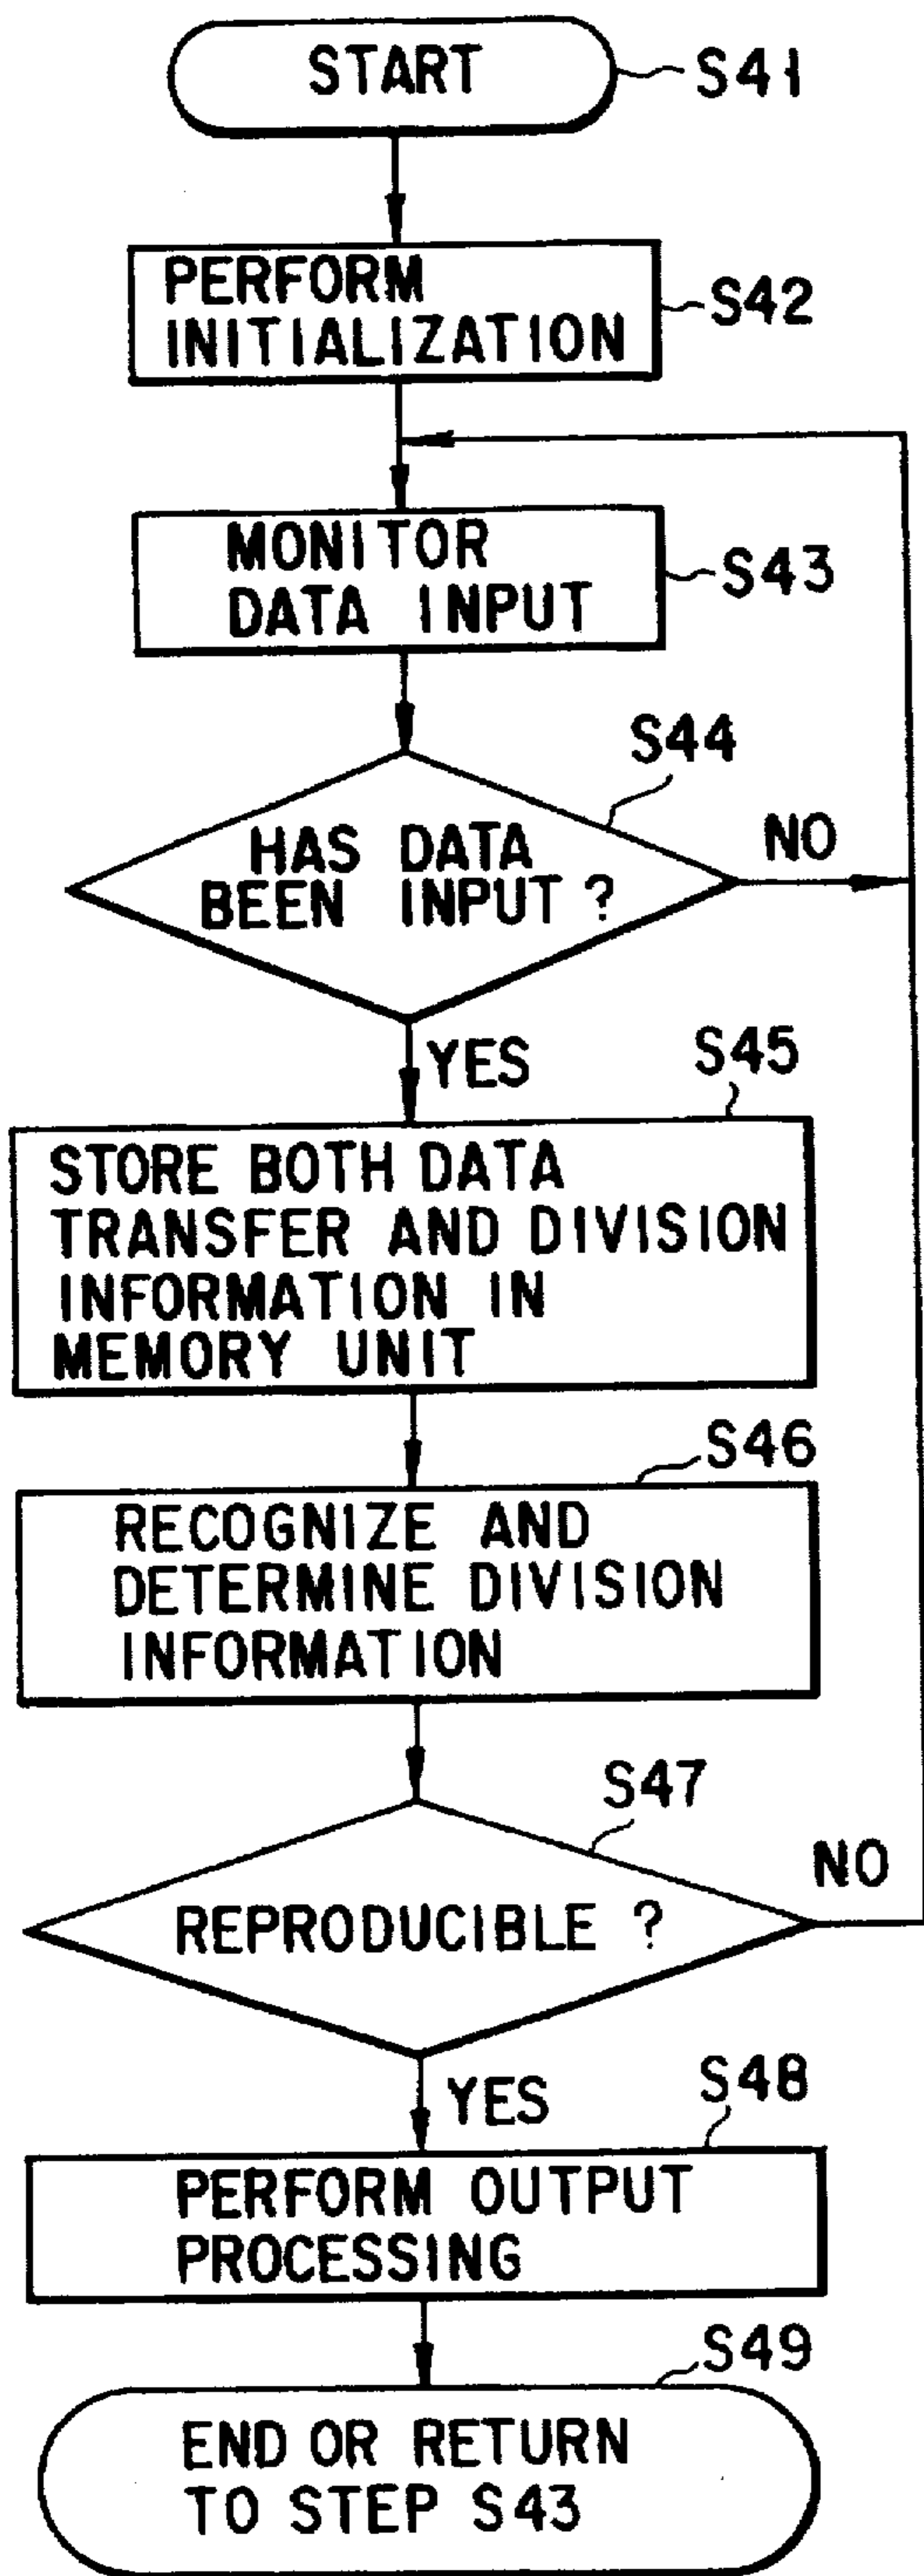 START
S41
PERFORM
INITIALIZATION
S42
MONITOR
DATA INPUT
S43
S44
HAS DATA
BEEN INPUT ?
NO
YES
S45
STORE BOTH DATA
TRANSFER AND DIVISION
INFORMATION IN
MEMORY UNIT
S46
RECOGNIZE AND
DETERMINE DIVISION
INFORMATION
S47
REPRODUCIBLE ?
NO
YES
S48
PERFORM OUTPUT
PROCESSING
S49
END OR RETURN
TO STEP S43